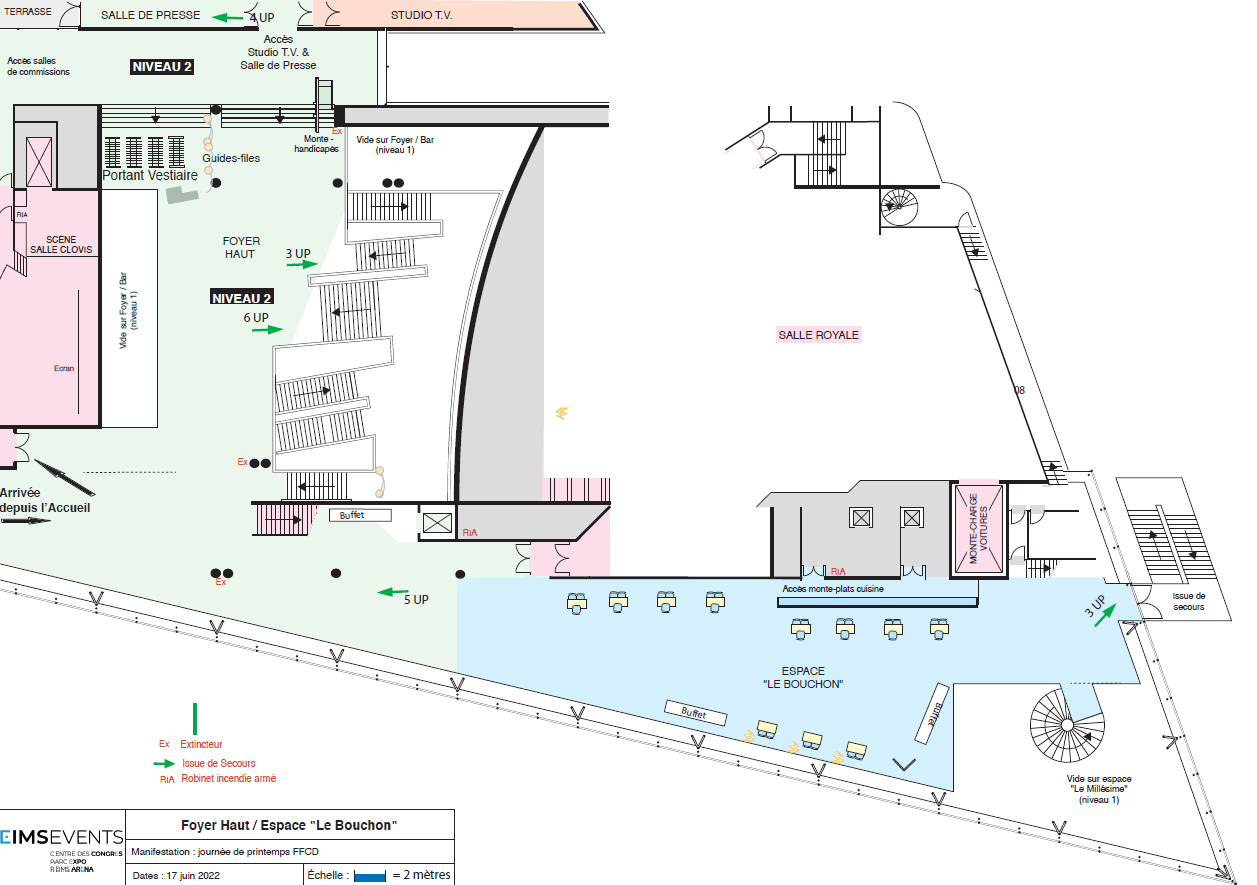 TERRASSE
SALLE DE PRESSE
4 UP
STUDIO T.V.
Accès
Studio T.V. &
Salle de Presse
Accès salles
de commissions
NIVEAU 2
Ex
Monte -
handicapés
Vide sur Foyer / Bar
(niveau 1)
Guides-files
Portant Vestiaire
RIA
SCÈNE
SALLE CLOVIS
FOYER
HAUT
3 UP
NIVEAU 2
6 UP
Vide sur Foyer / Bar
(niveau 1)
Ecran
SALLE ROYALE
08
Ex
Arrivée
depuis l'Accueil
Buffet
RIA
MONTE-CHARGE
VOITURES
RIA
Ex
5 UP
Accès monte-plats cuisine
3 UP
Issue de
secours
ESPACE
"LE BOUCHON"
Buffet
Buffet
Vide sur espace
"Le Millésime"
(niveau 1)
Ex Extincteur
Issue de Secours
RIA Robinet incendie armé
EIMSEVENTS
CENTRE DES CONGRÈS
PARC EXPO
REIMS ARENA
Foyer Haut / Espace "Le Bouchon"
Manifestation : journée de printemps FFCD
Dates : 17 juin 2022
Échelle : = 2 mètres